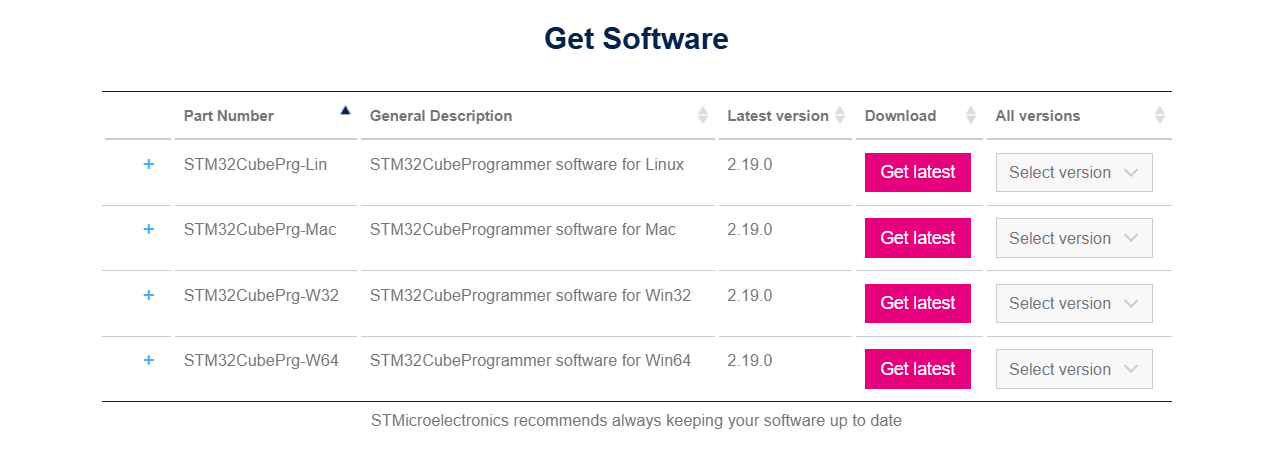 Get Software
Part Number General Description Latest version Download All versions
+ STM32CubePrg-Lin STM32CubeProgrammer software for Linux 2.19.0 Get latest Select version
+ STM32CubePrg-Mac STM32CubeProgrammer software for Mac 2.19.0 Get latest Select version
+ STM32CubePrg-W32 STM32CubeProgrammer software for Win32 2.19.0 Get latest Select version
+ STM32CubePrg-W64 STM32CubeProgrammer software for Win64 2.19.0 Get latest Select version
STMicroelectronics recommends always keeping your software up to date